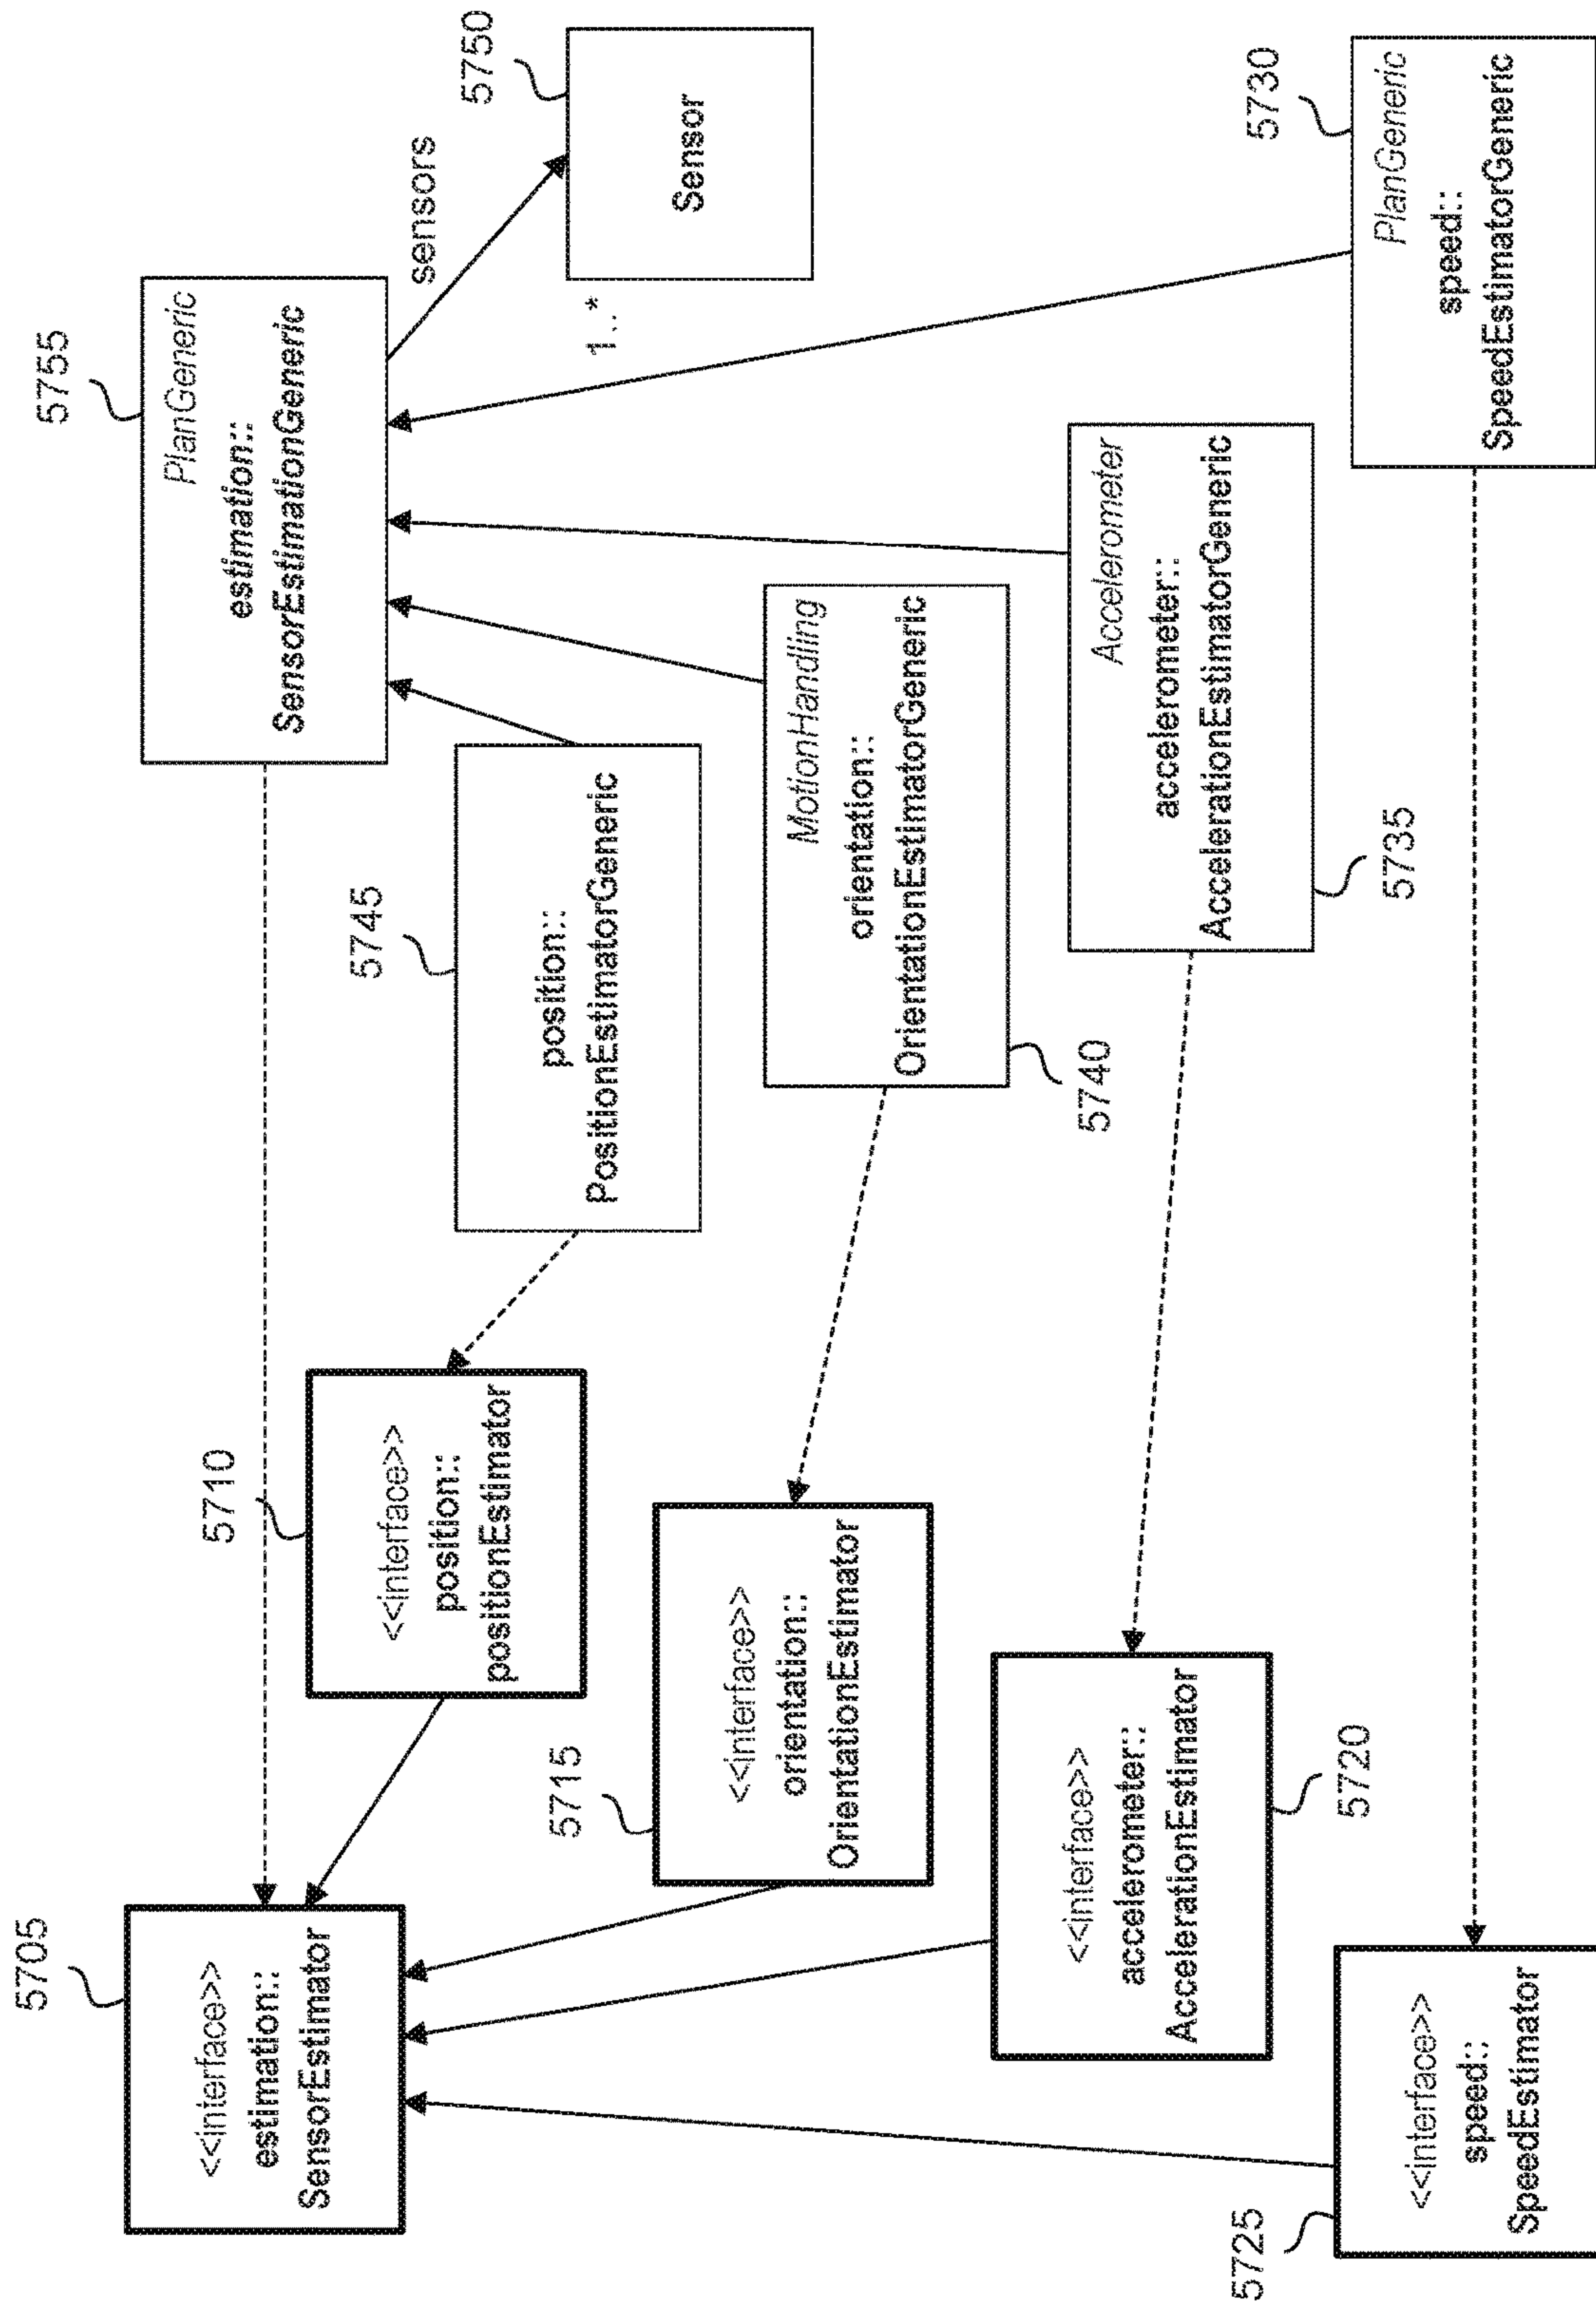 5705
<<interface>>
estimation::
SensorEstimator
5710
<<interface>>
position::
positionEstimator
5715
<<interface>>
orientation::
OrientationEstimator
<<interface>>
accelerometer::
AccelerationEstimator
5720
5725
<<interface>>
speed::
SpeedEstimator
5755
PlanGeneric
estimation::
SensorEstimationGeneric
sensors
5750
Sensor
1..*
5745
position::
PositionEstimatorGeneric
MotionHandling
orientation::
OrientationEstimatorGeneric
5740
Accelerometer
accelerometer::
AccelerationEstimatorGeneric
5735
5730
PlanGeneric
speed::
SpeedEstimatorGeneric